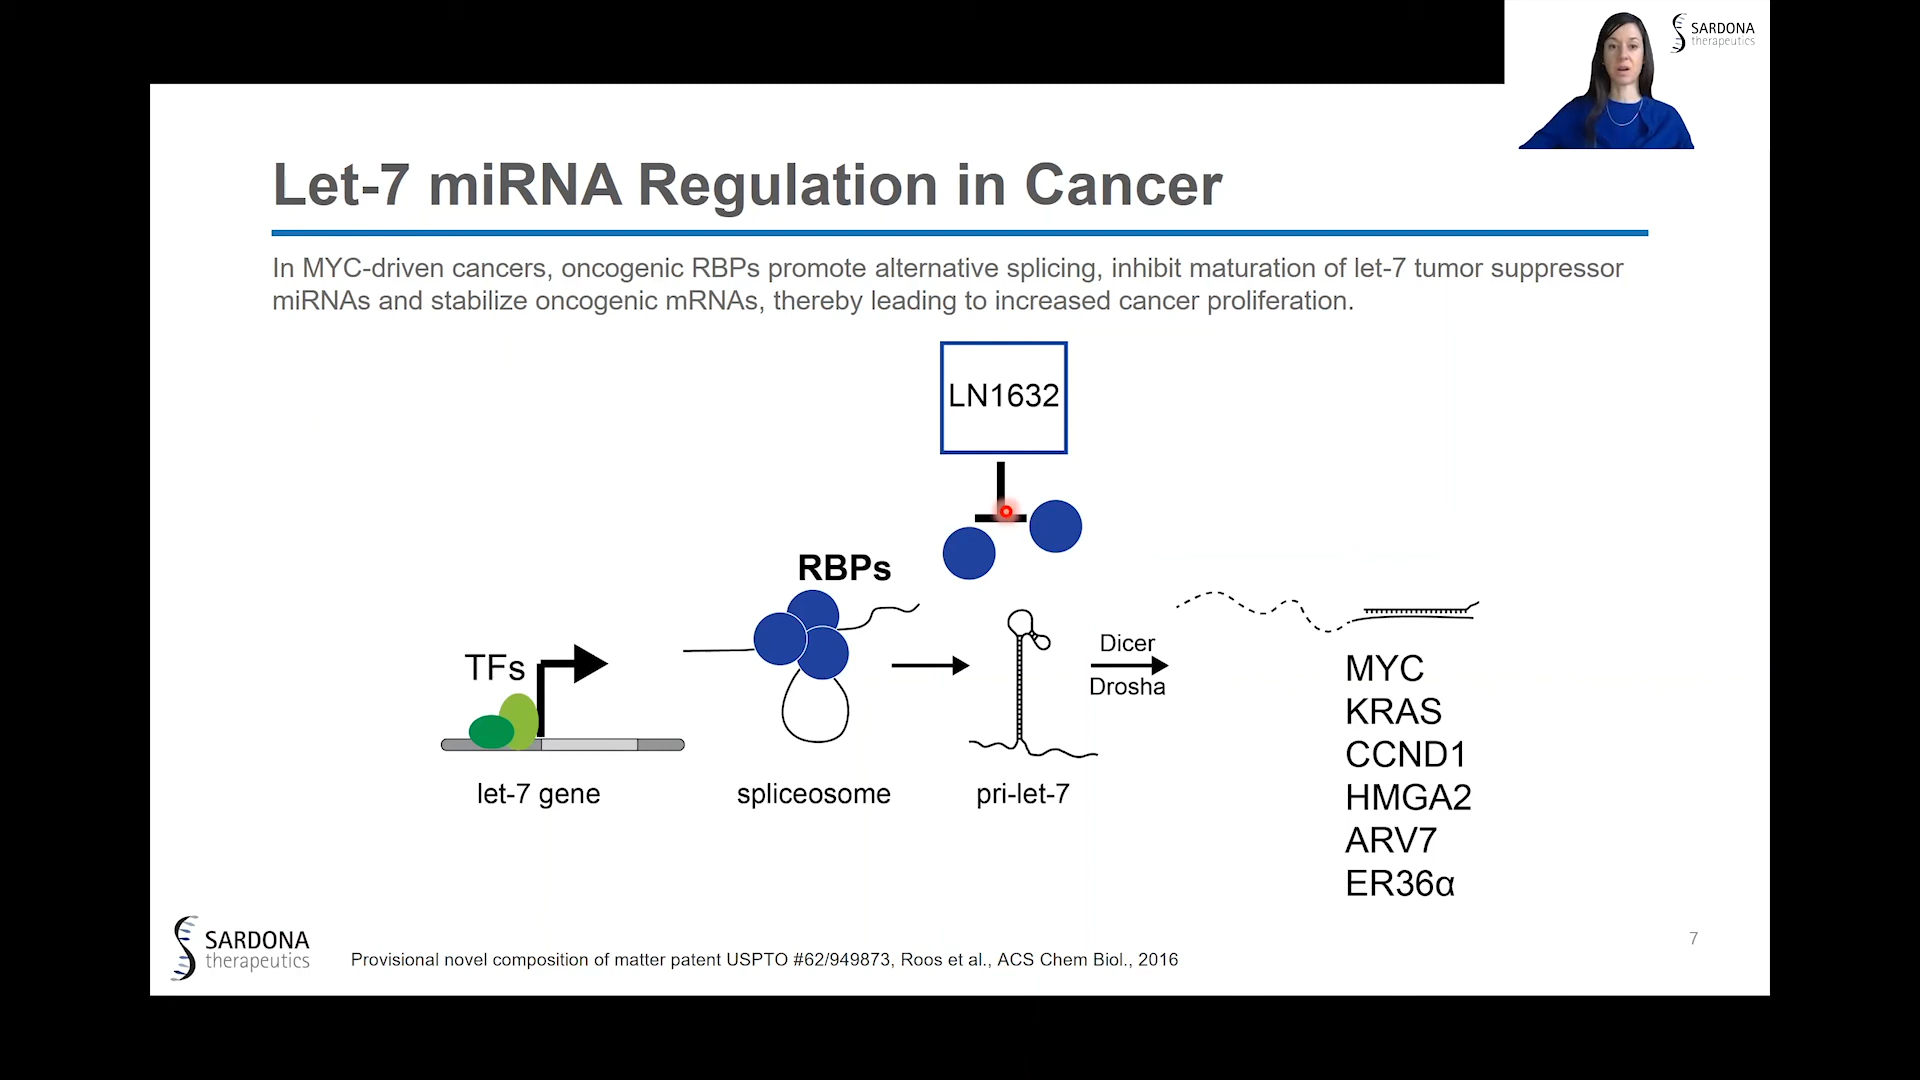 SARDONA
therapeutics
Let-7 miRNA Regulation in Cancer
In MYC-driven cancers, oncogenic RBPs promote alternative splicing, inhibit maturation of let-7 tumor suppressor
miRNAs and stabilize oncogenic mRNAs, thereby leading to increased cancer proliferation.
LN1632
RBPs
TFs
Dicer
Drosha
let-7 gene
spliceosome
pri-let-7
MYC
KRAS
CCND1
HMGA2
ARV7
ER36α
SARDONA
therapeutics
Provisional novel composition of matter patent USPTO #62/949873, Roos et al., ACS Chem Biol., 2016
7